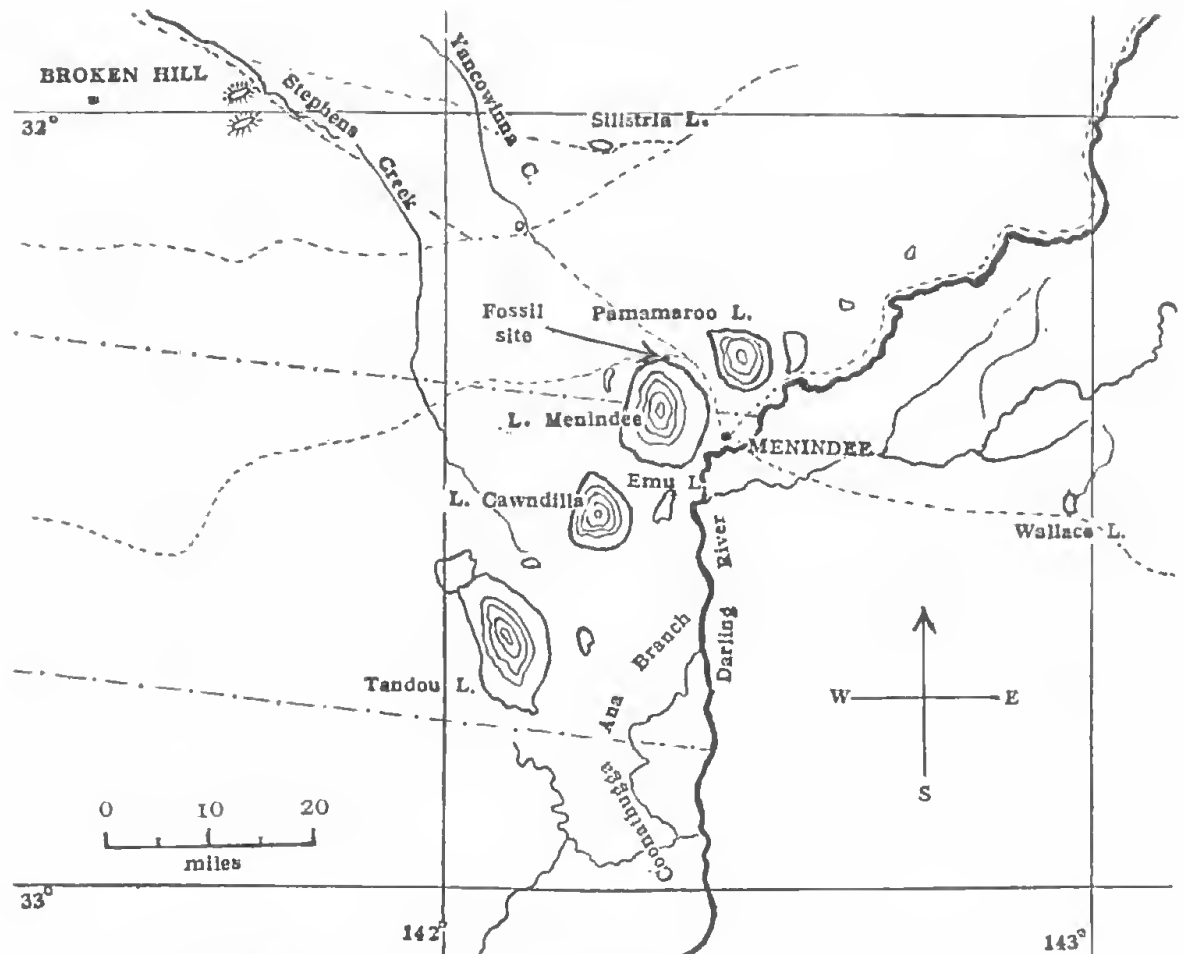 BROKEN HILL
Stephens
Creek
Yancowinna C.
32°
Silistria L.
Fossil
site
Pamamaroo L.
L. Menindee
MENINDEE
Emu L.
L. Cawndilla
Wallace L.
Darling River
Ana Branch
Tandou L.
Coonathugga
W
E
S
0 10 20
miles
33°
142°
143°